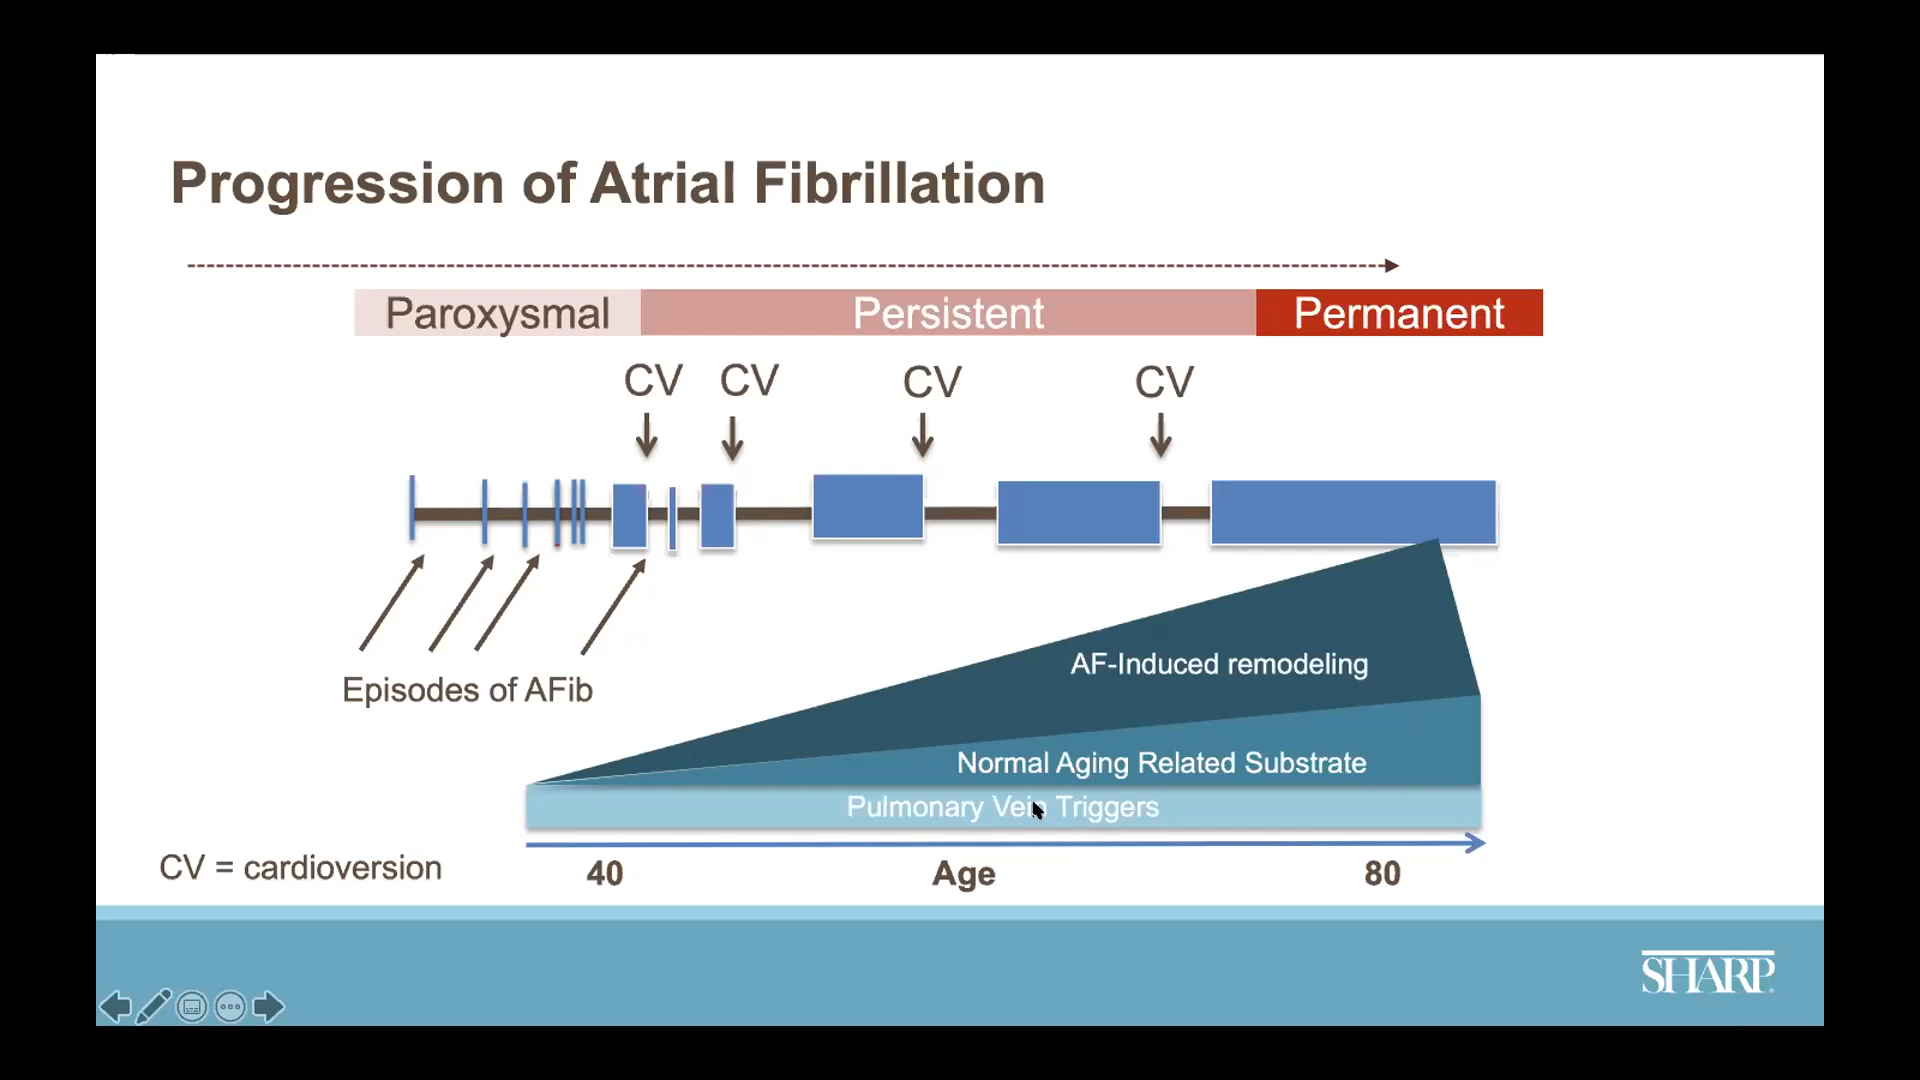 Progression of Atrial Fibrillation
Paroxysmal Persistent Permanent
CV CV CV CV
Episodes of AFib
AF-Induced remodeling
Normal Aging Related Substrate
Pulmonary Vein Triggers
CV = cardioversion
40 Age 80
SHARP